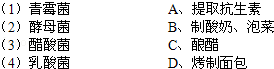 （1）青霉菌 A、提取抗生素
（2）酵母菌 B、制酸奶、泡菜
（3）醋酸菌 C、酿醋
（4）乳酸菌 D、烤制面包